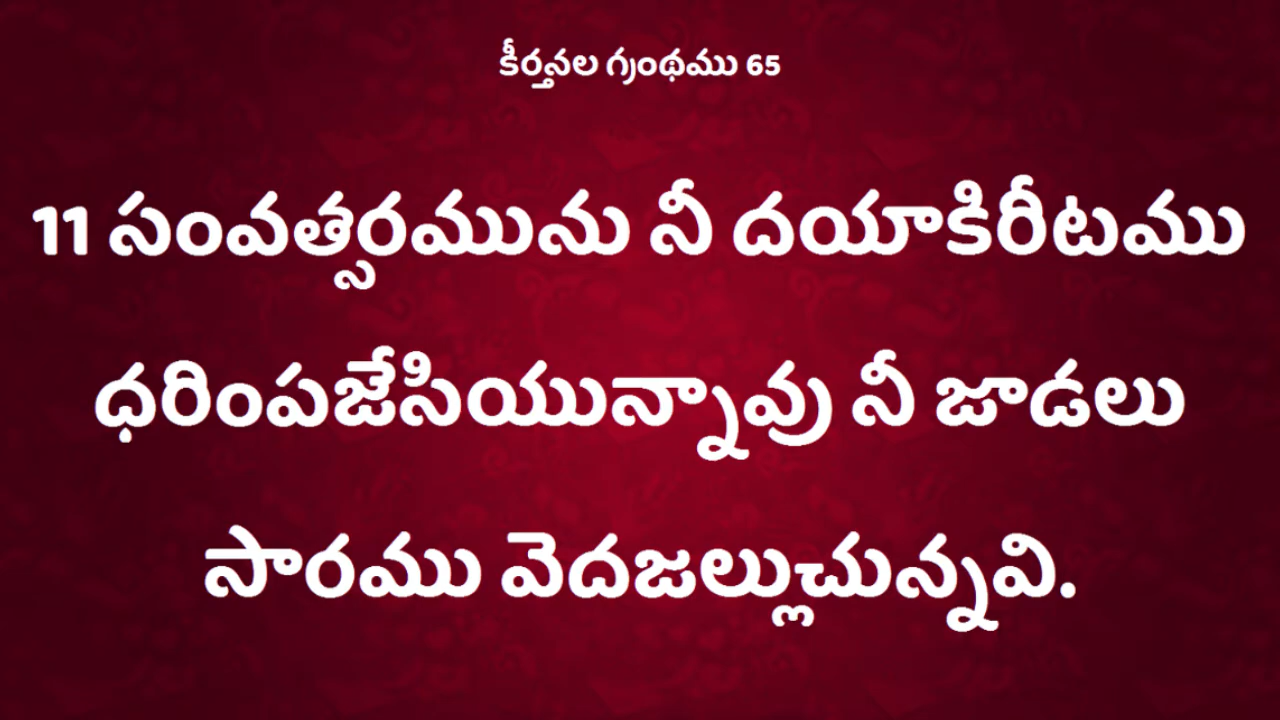 కీర్తనల గ్రంథము 65
11 సంవత్సరమును నీ దయాకిరీటము
ధరింపజేసియున్నావు నీ జాడలు
సారము వెదజల్లుచున్నవి.